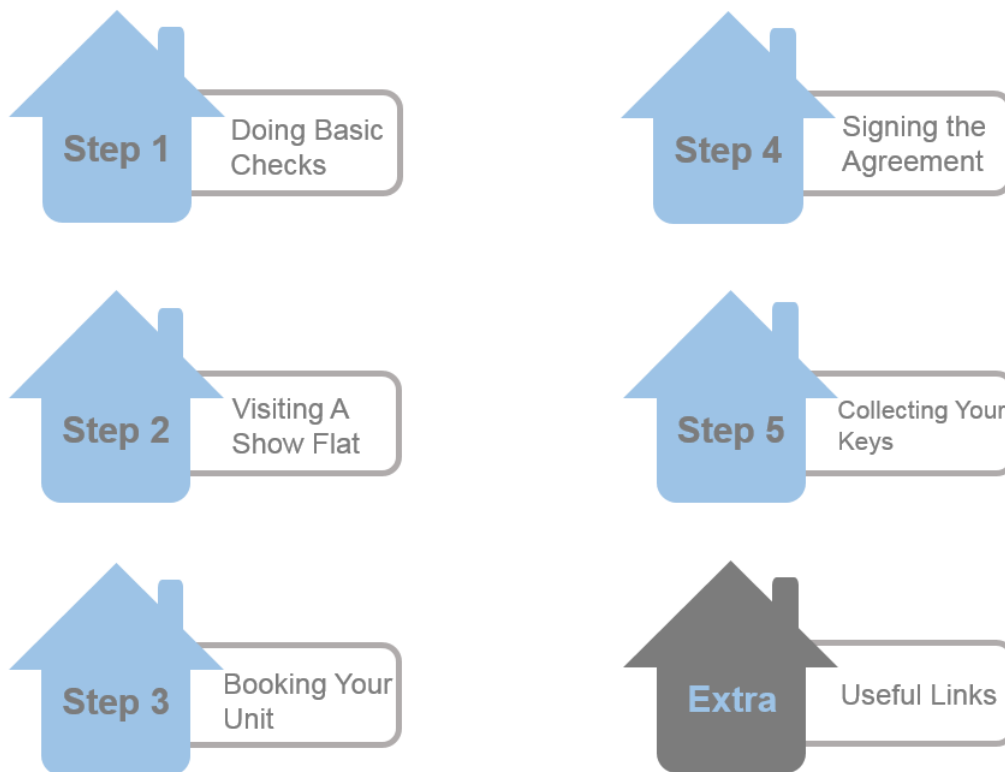 Step 1
Doing Basic
Checks
Step 2
Visiting A
Show Flat
Step 3
Booking Your
Unit
Step 4
Signing the
Agreement
Step 5
Collecting Your
Keys
Extra
Useful Links